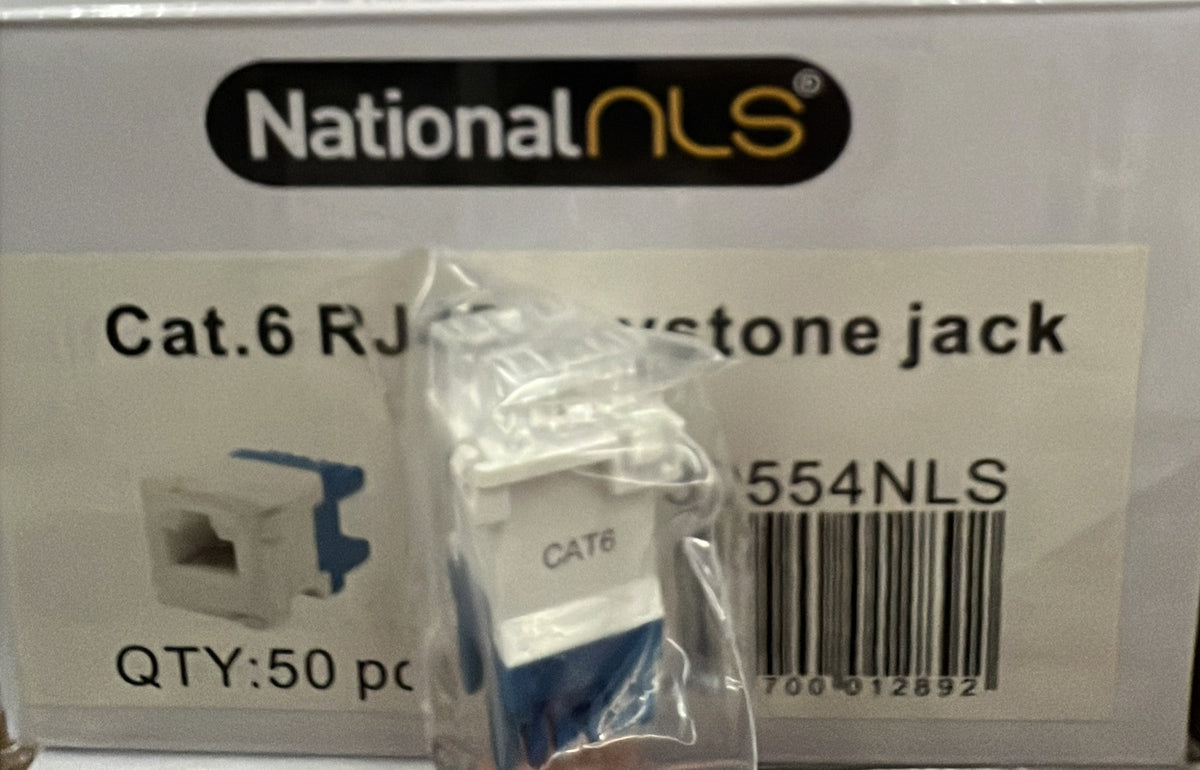 NationalNLS®
Cat.6 RJ stone jack
554NLS
CAT6
QTY:50 pc
700 012892